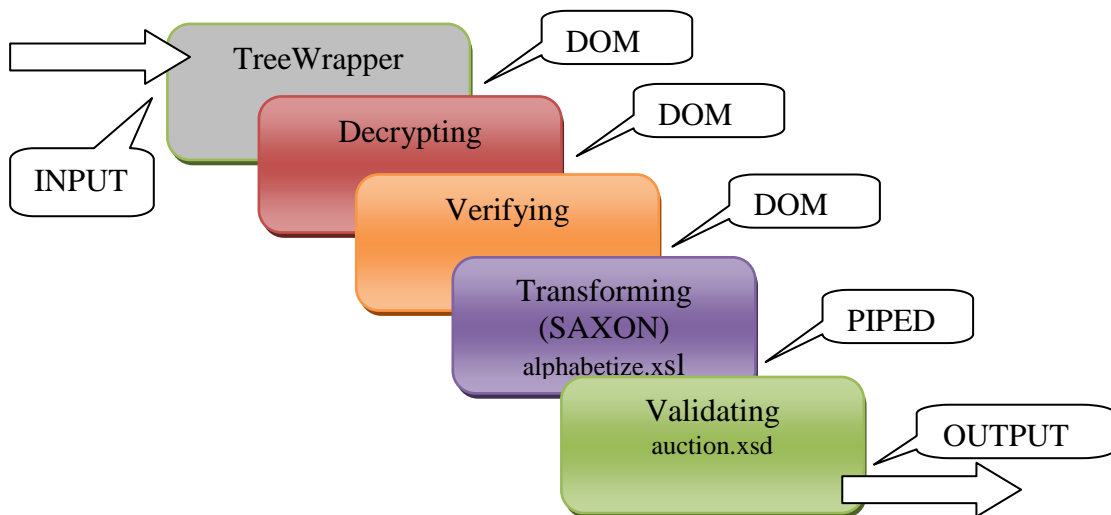 TreeWrapper
DOM
INPUT
Decrypting
DOM
Verifying
DOM
Transforming
(SAXON)
alphabetize.xsl
PIPED
Validating
auction.xsd
OUTPUT